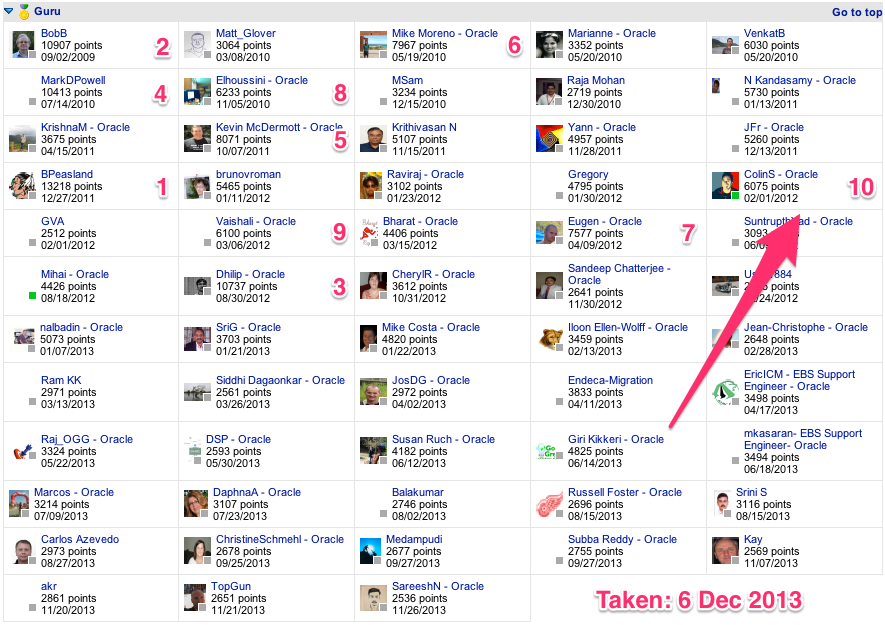 Guru
Go to top
BobB
10907 points
09/02/2009
2
Matt_Glover
3064 points
03/08/2010
Mike Moreno - Oracle
7967 points
05/19/2010
6
Marianne - Oracle
3352 points
05/20/2010
VenkatB
6030 points
05/20/2010
MarkDPowell
10413 points
07/14/2010
4
Elhoussini - Oracle
6233 points
11/05/2010
8
MSam
3234 points
12/15/2010
Raja Mohan
2719 points
12/30/2010
N Kandasamy - Oracle
5730 points
01/13/2011
KrishnaM - Oracle
3675 points
04/15/2011
Kevin McDermott - Oracle
8071 points
10/07/2011
5
Krithivasan N
5107 points
11/15/2011
Yann - Oracle
4957 points
11/28/2011
JFr - Oracle
5260 points
12/13/2011
BPeasland
13218 points
12/27/2011
1
brunovroman
5465 points
01/11/2012
Raviraj - Oracle
3102 points
01/23/2012
Gregory
4795 points
01/30/2012
ColinS - Oracle
6075 points
02/01/2012
10
GVA
2512 points
02/01/2012
Vaishali - Oracle
6100 points
03/06/2012
9
Bharat - Oracle
4406 points
03/15/2012
Eugen - Oracle
7577 points
04/09/2012
7
- Oracle
3093
Mihai - Oracle
4426 points
08/18/2012
Dhilip - Oracle
10737 points
08/30/2012
3
CherylR - Oracle
3612 points
10/31/2012
Sandeep Chatterjee -
Oracle
2641 points
11/30/2012
nalbadin - Oracle
5073 points
01/07/2013
SriG - Oracle
3703 points
01/21/2013
Mike Costa - Oracle
4820 points
01/22/2013
Iloon Ellen-Wolff - Oracle
3459 points
02/13/2013
Jean-Christophe - Oracle
2648 points
02/28/2013
Ram KK
2971 points
03/13/2013
Siddhi Dagaonkar - Oracle
2561 points
03/26/2013
JosDG - Oracle
2972 points
04/02/2013
Endeca-Migration
3833 points
04/11/2013
EricICM - EBS Support
Engineer - Oracle
3498 points
04/17/2013
Raj_OGG - Oracle
3324 points
05/22/2013
DSP - Oracle
2593 points
05/30/2013
Susan Ruch - Oracle
4182 points
06/12/2013
Giri Kikkeri - Oracle
4825 points
06/14/2013
mkasaran- EBS Support
Engineer- Oracle
3494 points
06/18/2013
Marcos - Oracle
3214 points
07/09/2013
DaphnaA - Oracle
3107 points
07/23/2013
Balakumar
2746 points
08/02/2013
Russell Foster - Oracle
2696 points
08/15/2013
Srini S
3116 points
08/15/2013
Carlos Azevedo
2973 points
08/27/2013
ChristineSchmehl - Oracle
2678 points
09/25/2013
Medampudi
2677 points
09/27/2013
Subba Reddy - Oracle
2755 points
09/27/2013
Kay
2569 points
11/07/2013
akr
2861 points
11/20/2013
TopGun
2651 points
11/21/2013
SareeshN - Oracle
2536 points
11/26/2013
Taken: 6 Dec 2013